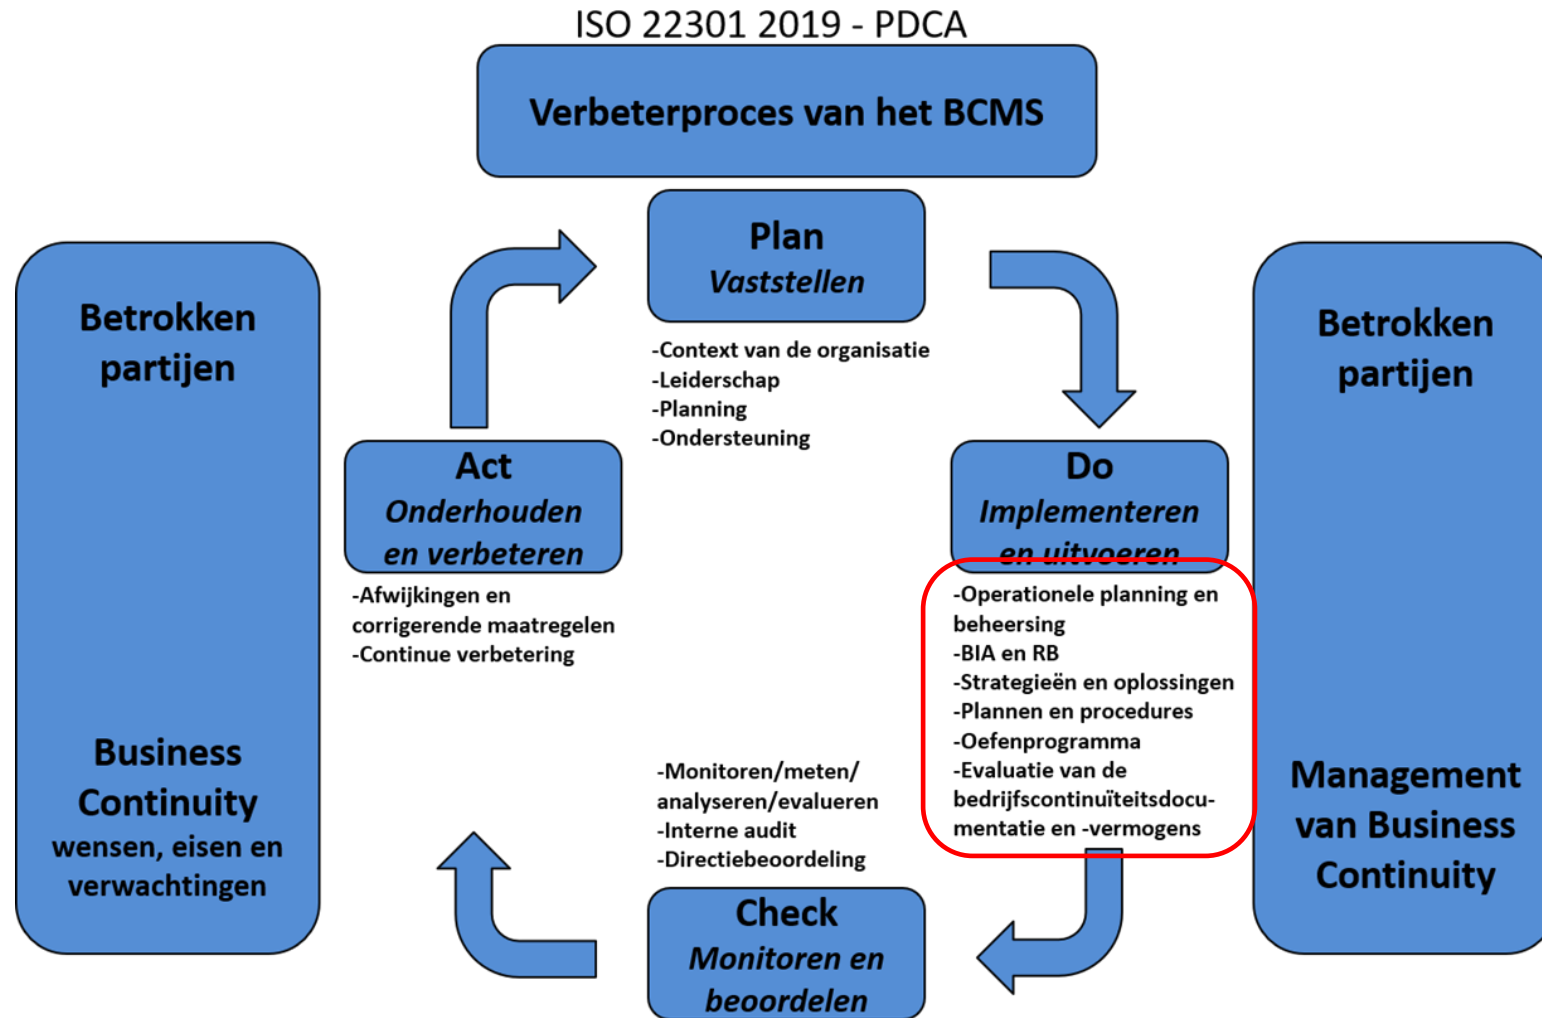 ISO 22301 2019 - PDCA
Verbeterproces van het BCMS
Plan
Vaststellen
-Context van de organisatie
-Leiderschap
-Planning
-Ondersteuning
Betrokken
partijen
Business
Continuity
wensen, eisen en
verwachtingen
Act
Onderhouden
en verbeteren
-Afwijkingen en
corrigerende maatregelen
-Continue verbetering
Do
Implementeren
en uitvoeren
-Operationele planning en
beheersing
-BIA en RB
-Strategieën en oplossingen
-Plannen en procedures
-Oefenprogramma
-Evaluatie van de
bedrijfscontinuïteitsdocu-
mentatie en -vermogens
-Monitoren/meten/
analyseren/evalueren
-Interne audit
-Directiebeoordeling
Check
Monitoren en
beoordelen
Betrokken
partijen
Management
van Business
Continuity